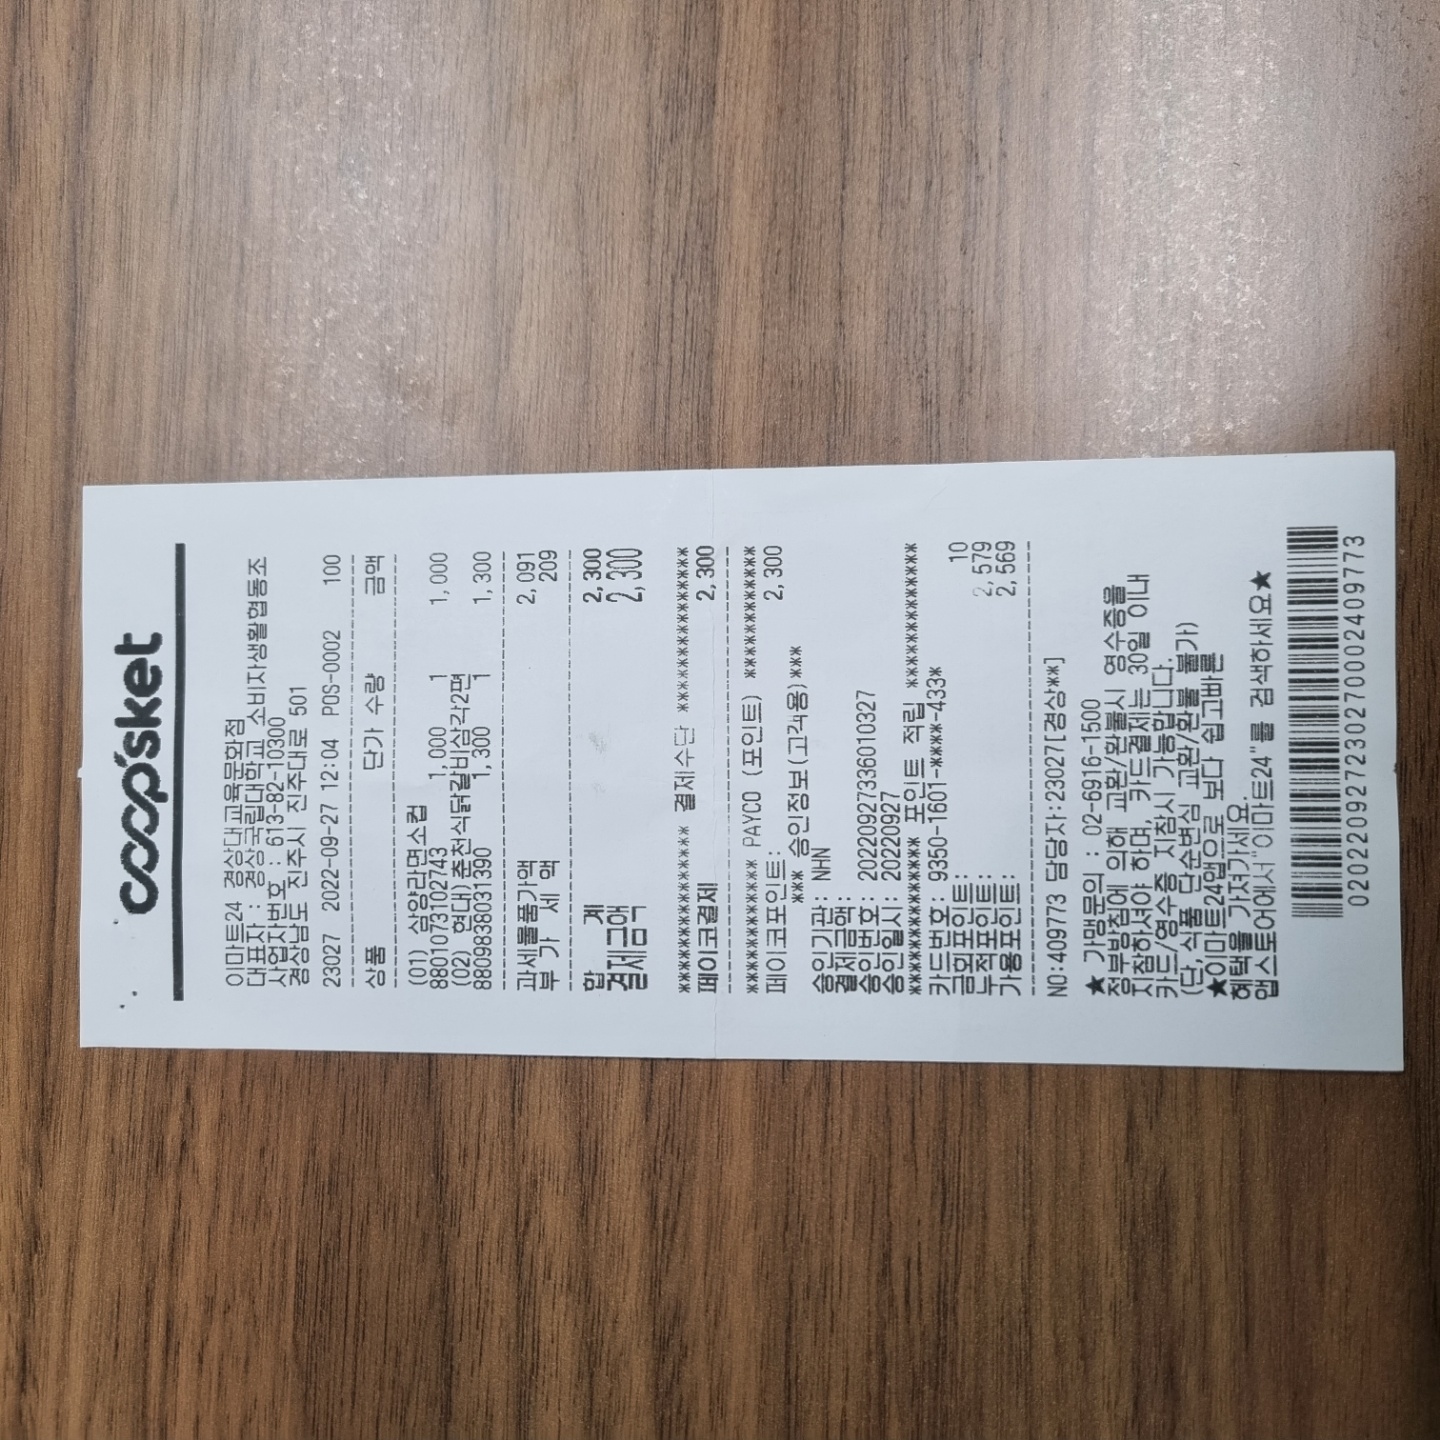 cooop'sket
이마트24 경상대교육문화점
대표자 : 경상국립대학교 소비자생활협동조
사업자번호 : 613-82-10300
경상남도 진주시 진주대로 501
23027 2022-09-27 12:04 POS-0002 100
상품 단가 수량 금액
(01) 삼양라면소컵
8801073102743 1,000 1 1,000
(02) 현대)춘천식닭갈비삼각2편
8809838031390 1,300 1 1,300
과세물품가액 2,091
부 가 세 액 209
합 계 2,300
결제금액 2,300
*************** 결제수단 ***************
페이코결제 2,300
************ PAYCO (포인트) ************
페이코포인트: 2,300
*** 승인정보(고객용)***
승인기관: NHN
결제금액:
승인번호: 20220927336010327
승인일시: 20220927
************** 포인트 적립 *************
카드번호: 9350-1601-****-433*
금회포인트: 10
누적포인트: 2,579
가용포인트: 2,569
NO:409773 담당자:23027[경상**]
★ 가맹문의 : 02-6916-1500
정부방침에 의해 교환/환불시 영수증을
지참하셔야 하며, 카드결제는 30일 이내
카드/영수증 지참시 가능합니다.
(단,식품 단순변심 교환/환불 불가)
★이마트24앱으로 보다 쉽고빠른
혜택을 가져가세요.
앱스토어에서"이마트24"를 검색하세요★
020220927230270002409773